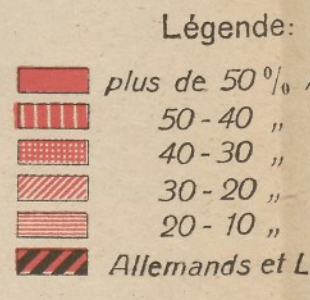 Légende:
plus de 50%
50-40 "
40-30 "
30-20 "
20-10 "
Allemands et